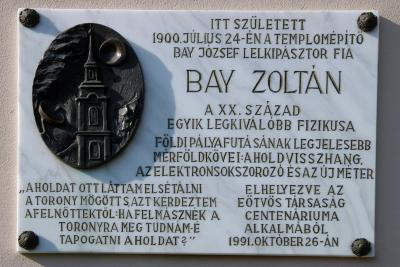 ITT SZÜLETETT
1900. JÚLIUS 24-ÉN A TEMPLOMÉPÍTŐ
BAY JÓZSEF LELKIPÁSZTOR FIA
BAY ZOLTÁN
A XX. SZÁZAD
EGYIK LEGKIVÁLÓBB FIZIKUSA
FÖLDI PÁLYAFUTÁSÁNAK LEGJELESEBB
MÉRFÖLDKÖVEI: A HOLDVISSZHANG,
AZ ELEKTRONSOKSZOROZÓ ÉS AZ ÚJ MÉTER
„A HOLDAT OTT LÁTTAM ELSÉTÁLNI
A TORONY MÖGÖTT S AZT KÉRDEZTEM
A FELNŐTTEKTŐL: HA FELMÁSZNÉK A
TORONYRA MEG TUDNÁM-E
TAPOGATNI A HOLDAT?"
ELHELYEZVE AZ
EÖTVÖS TÁRSASÁG
CENTENÁRIUMA
ALKALMÁBÓL
1991. OKTÓBER 26-ÁN